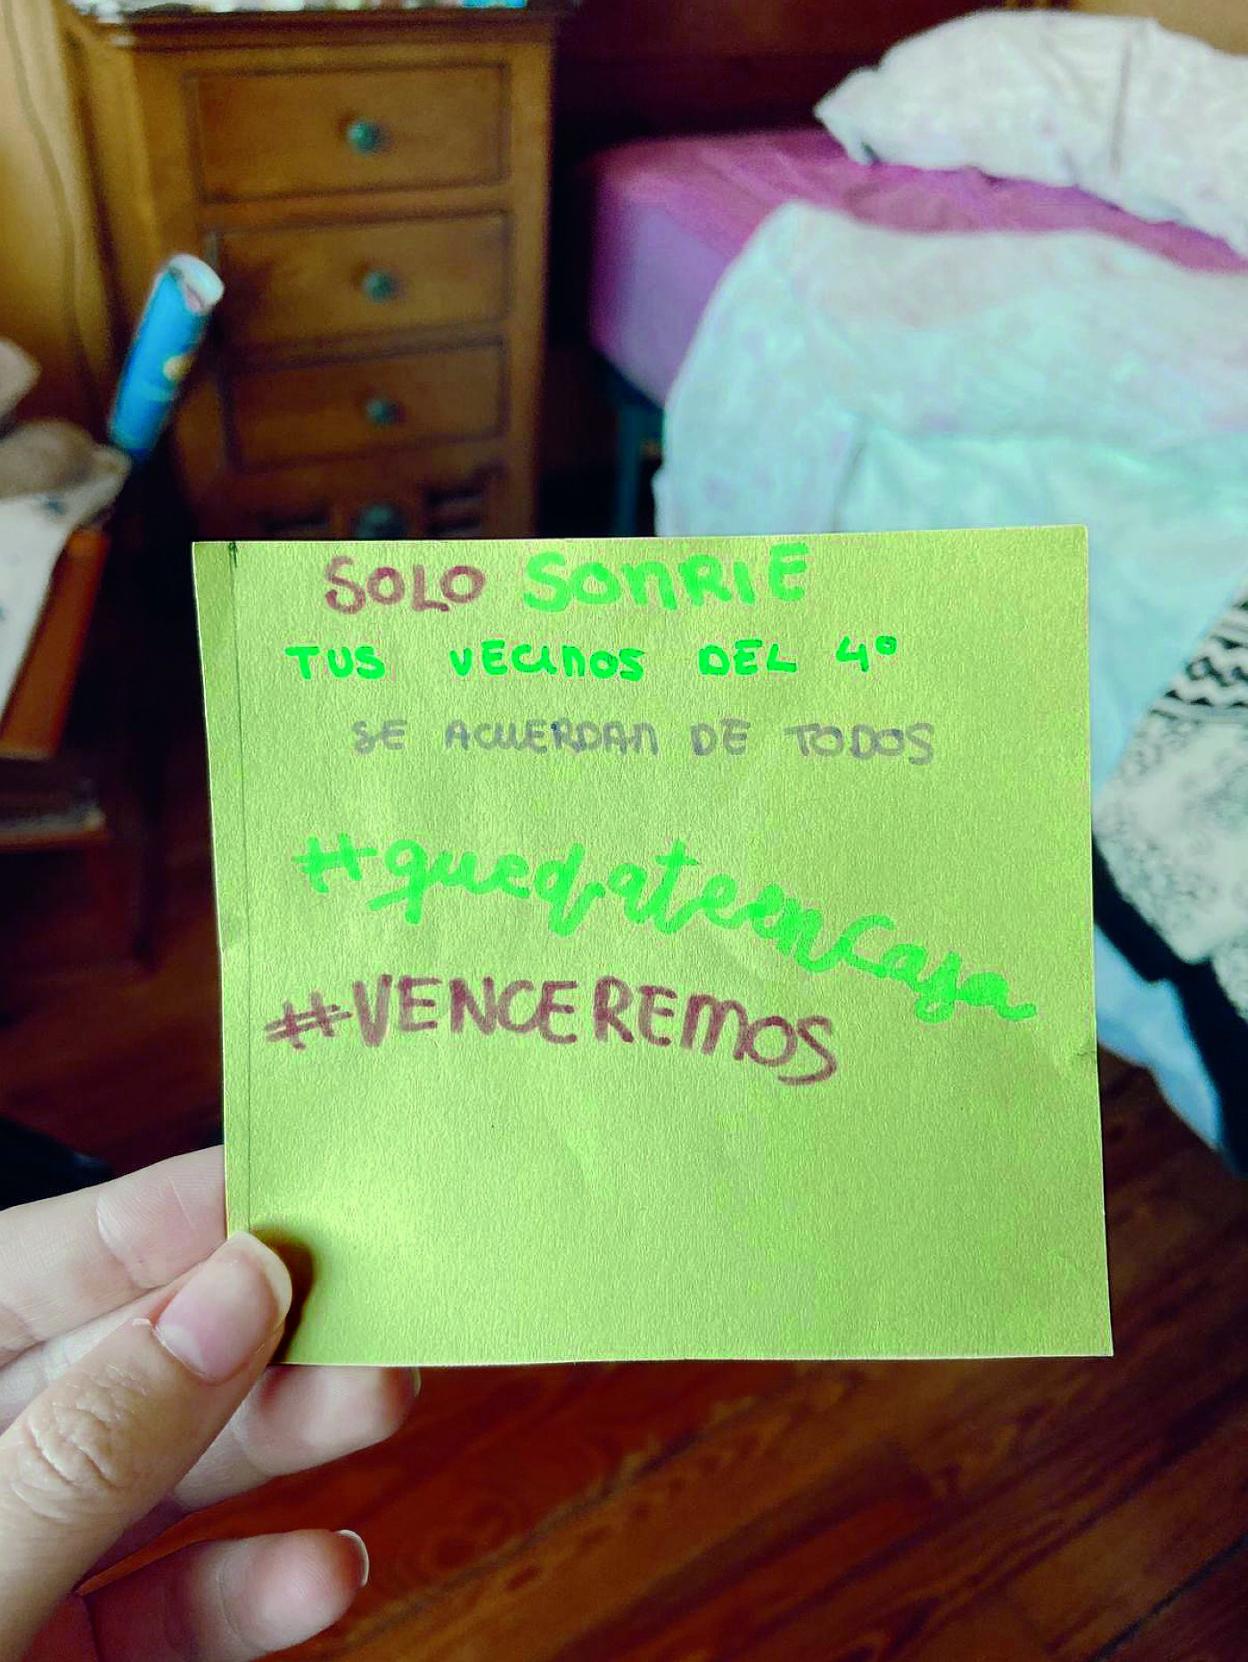 SOLO SONRIE
TUS VECINOS DEL 4º
SE ACUERDAN DE TODOS
#quedateencasa
#VENCEREMOS